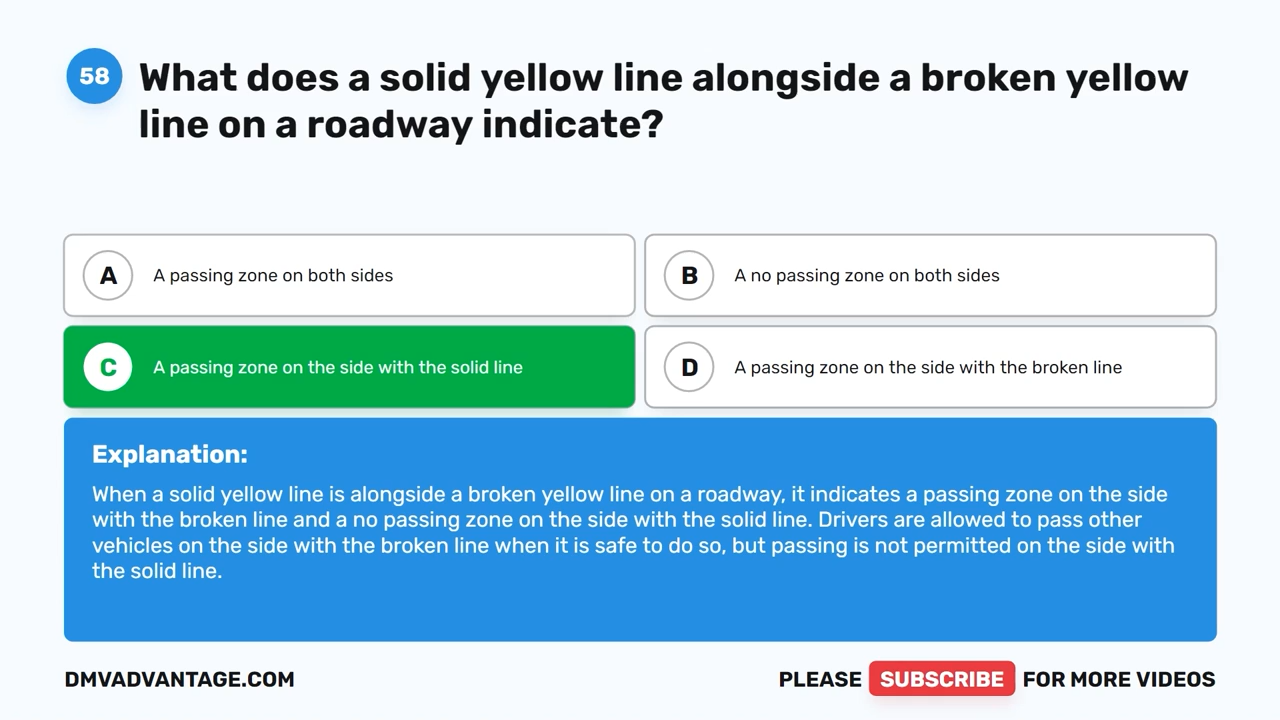 58
What does a solid yellow line alongside a broken yellow
line on a roadway indicate?
A A passing zone on both sides
B A no passing zone on both sides
C A passing zone on the side with the solid line
D A passing zone on the side with the broken line
Explanation:
When a solid yellow line is alongside a broken yellow line on a roadway, it indicates a passing zone on the side
with the broken line and a no passing zone on the side with the solid line. Drivers are allowed to pass other
vehicles on the side with the broken line when it is safe to do so, but passing is not permitted on the side with
the solid line.
DMVADVANTAGE.COM
PLEASE SUBSCRIBE FOR MORE VIDEOS